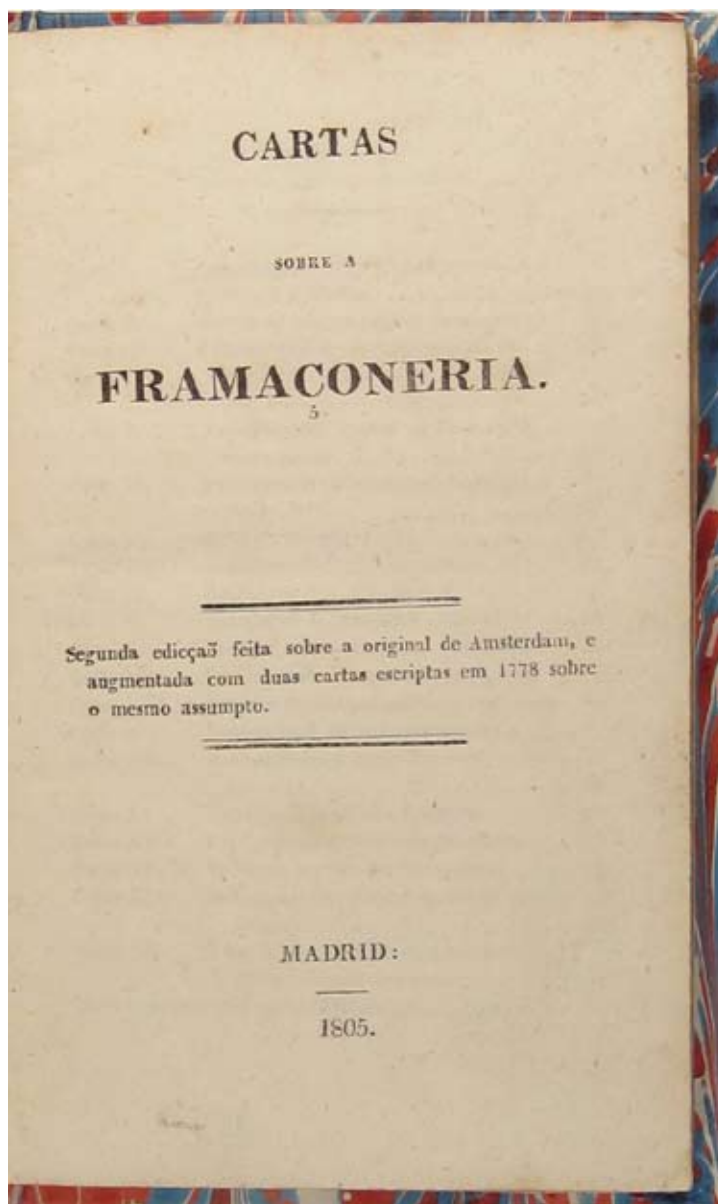 CARTAS
SOBRE A
FRAMAÇONERIA.
Segunda edicçaõ feita sobre a original de Amsterdam, e
augmentada com duas cartas escriptas em 1778 sobre
o mesmo assumpto.
MADRID:
1805.